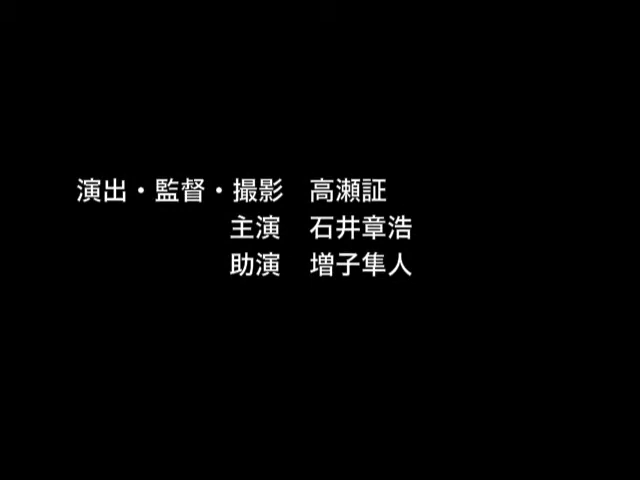 演出・監督・撮影　高瀬証
主演　石井章浩
助演　増子隼人